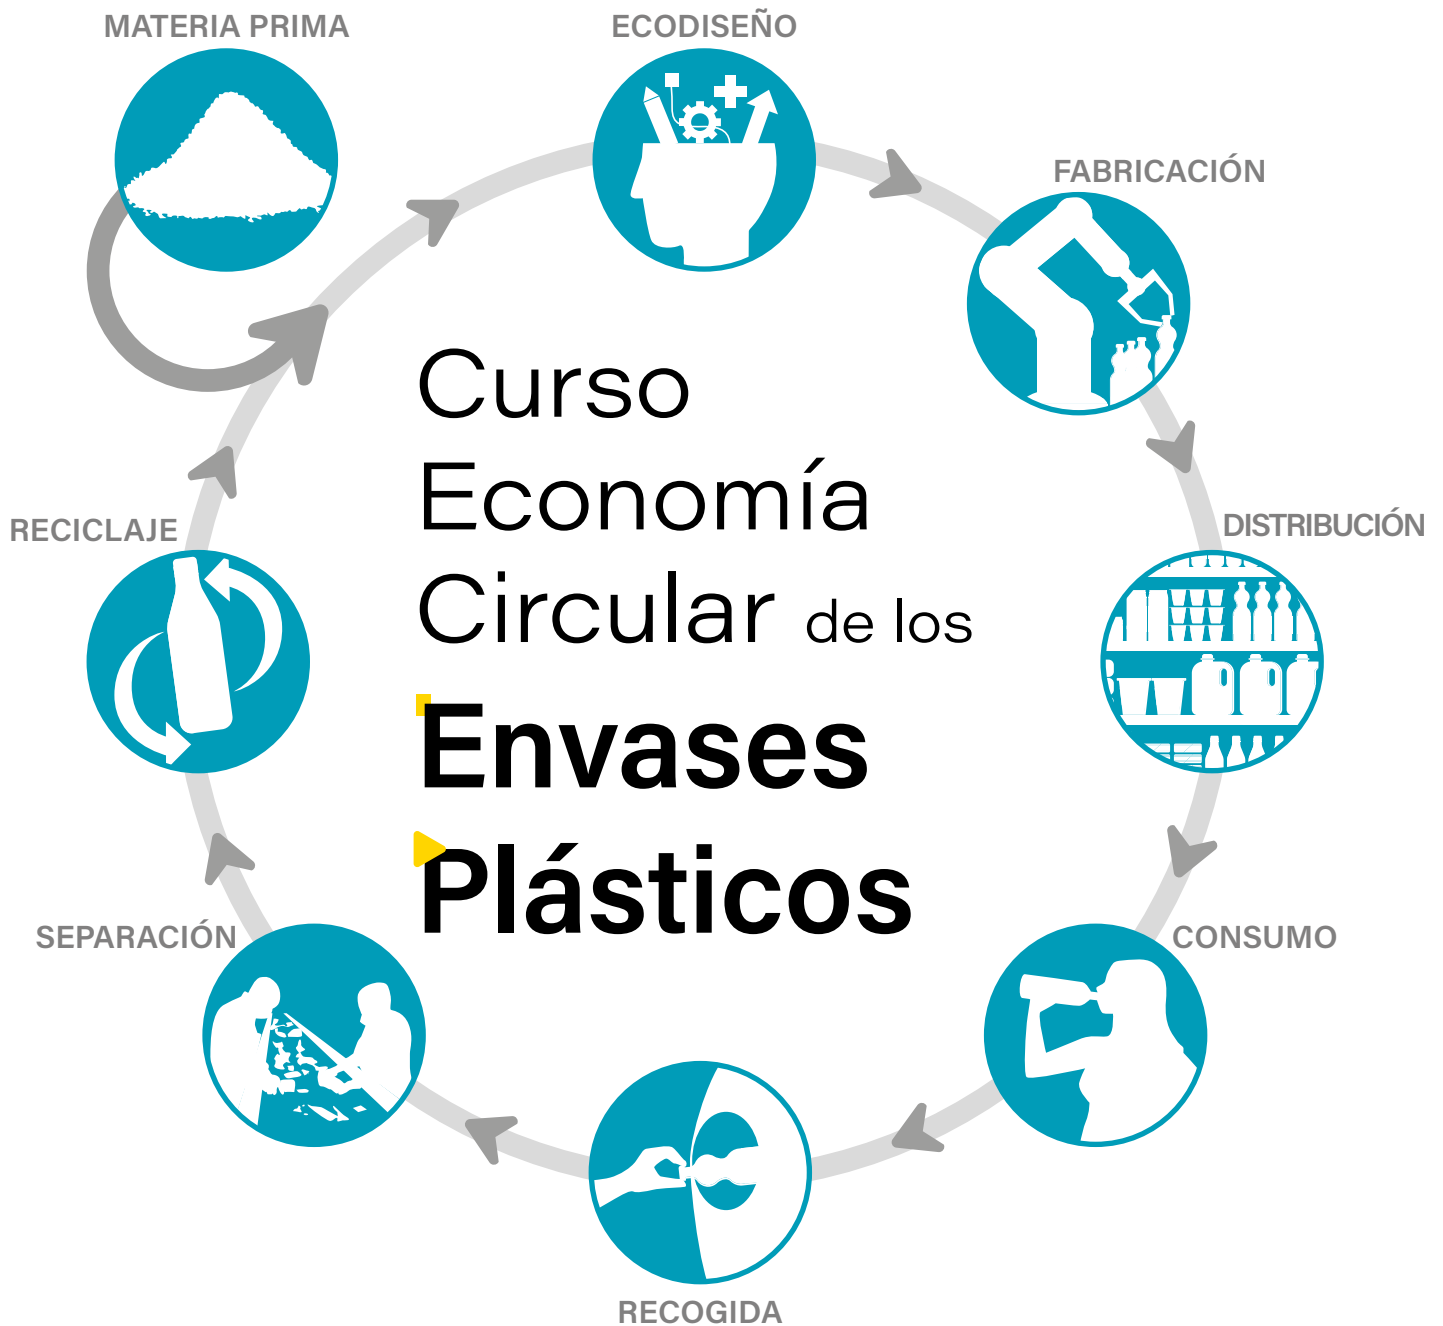 MATERIA PRIMA
ECODISEÑO
FABRICACIÓN
DISTRIBUCIÓN
CONSUMO
RECOGIDA
SEPARACIÓN
RECICLAJE
Curso
Economía
Circular de los
Envases
Plásticos